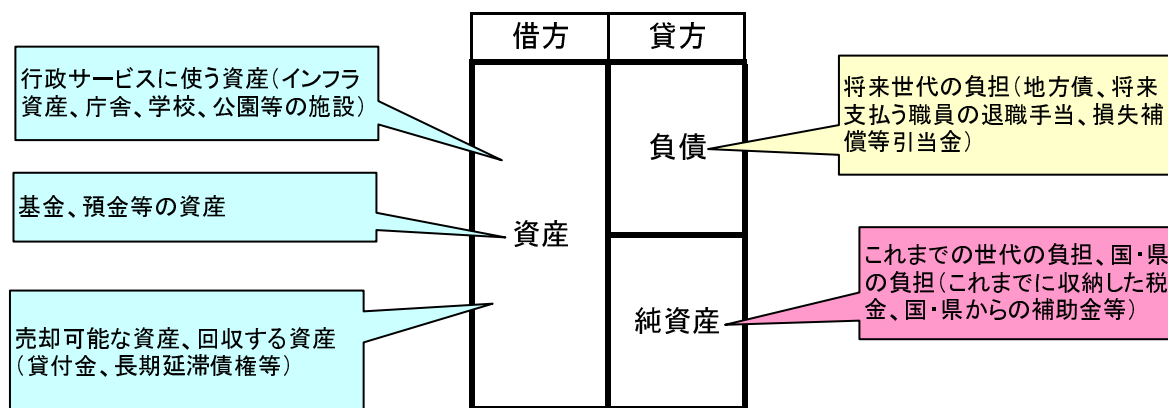 借方
貸方
行政サービスに使う資産(インフラ
資産、庁舎、学校、公園等の施設)
将来世代の負担(地方債、将来
支払う職員の退職手当、損失補
償等引当金)
負債
基金、預金等の資産
資産
これまでの世代の負担、国・県
の負担(これまでに収納した税
金、国・県からの補助金等)
純資産
売却可能な資産、回収する資産
(貸付金、長期延滞債権等)